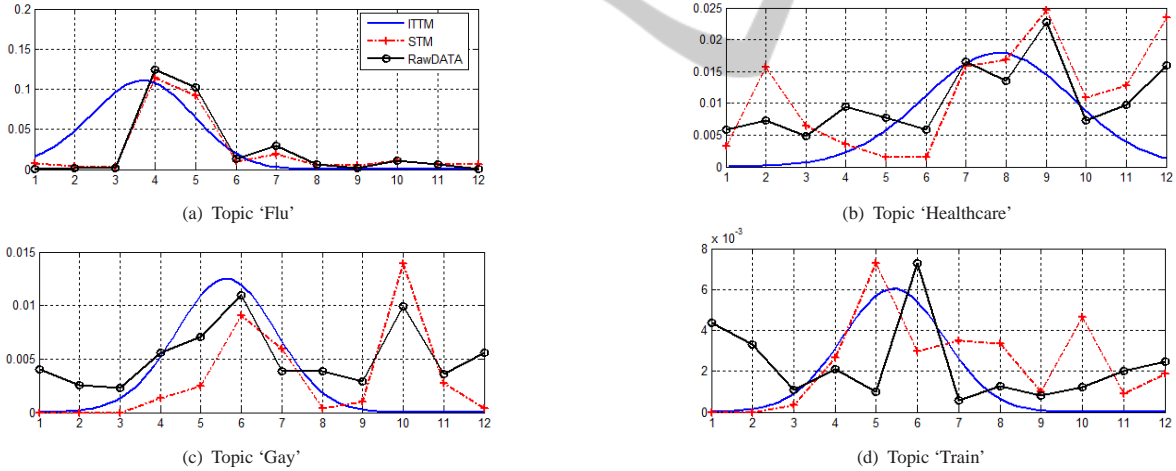 0.2
0.15
0.1
0.05
0
1 2 3 4 5 6 7 8 9 10 11 12
ITTM
STM
RawDATA
(a) Topic ‘Flu’
0.025
0.02
0.015
0.01
0.005
0
1 2 3 4 5 6 7 8 9 10 11 12
(b) Topic ‘Healthcare’
0.015
0.01
0.005
0
1 2 3 4 5 6 7 8 9 10 11 12
(c) Topic ‘Gay’
x 10⁻³
8
6
4
2
0
1 2 3 4 5 6 7 8 9 10 11 12
(d) Topic ‘Train’